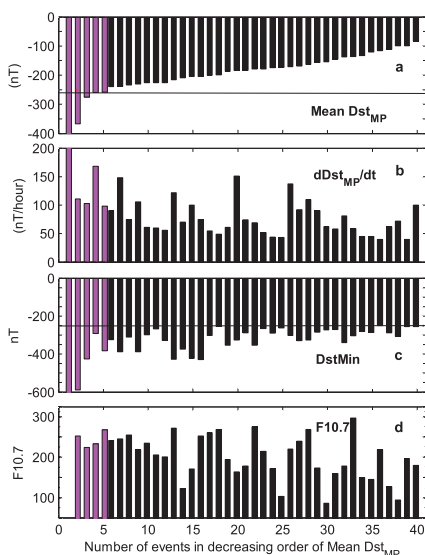 0
-100
-200
-300
-400
(nT)
a
Mean Dst_MP
200
150
100
50
0
(nT/hour)
dDst_MP/dt
b
0
-200
-400
-600
nT
DstMin
c
300
200
100
F10.7
F10.7
d
0 5 10 15 20 25 30 35 40
Number of events in decreasing order of Mean Dst_MP